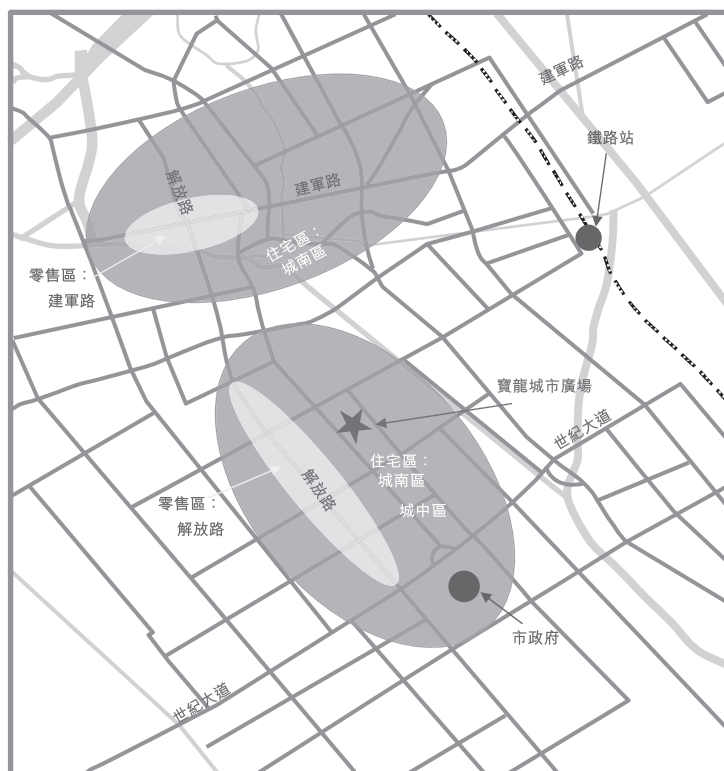 建軍路
鐵路站
解放路
建軍路
住宅區：
城南區
零售區：
建軍路
寶龍城市廣場
世紀大道
住宅區：
城南區
解放路
零售區：
解放路
城中區
市政府
世紀大道